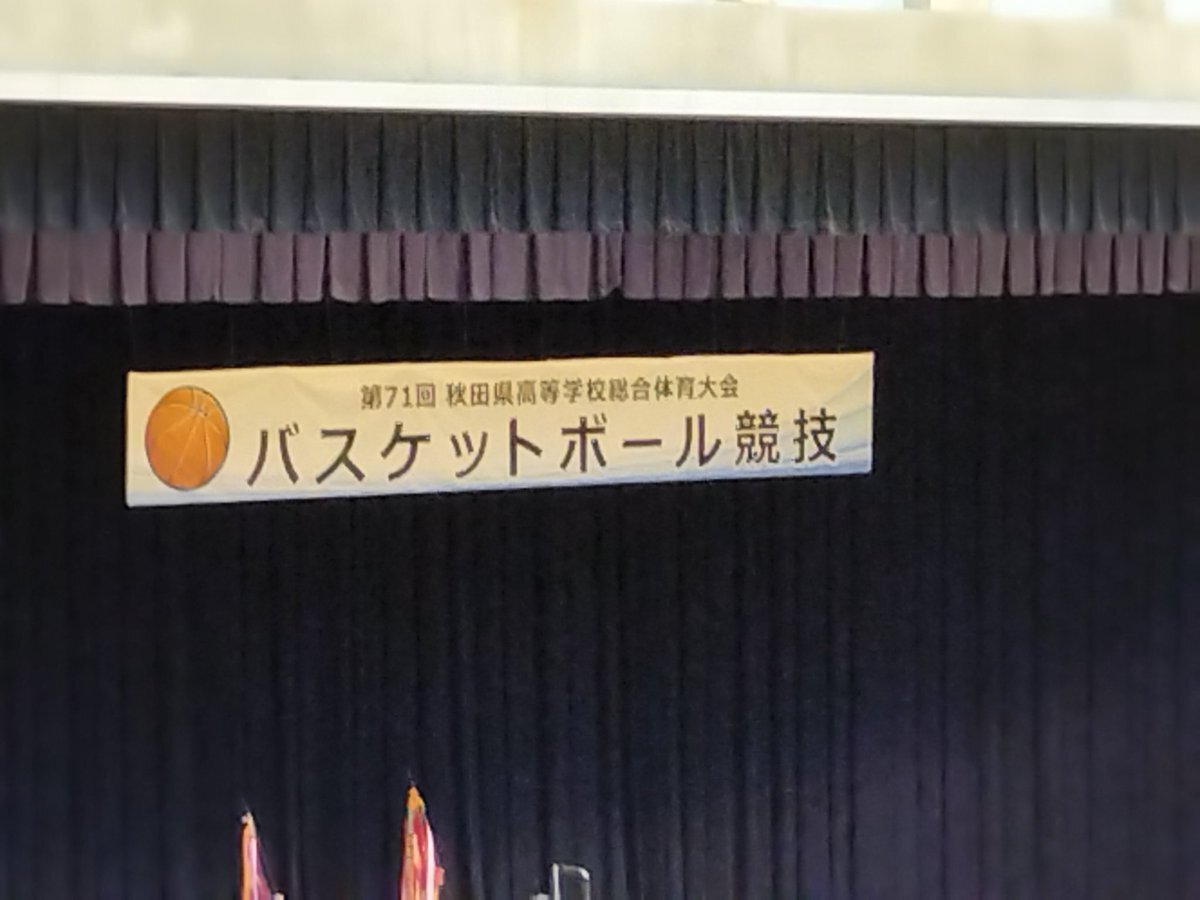 第71回 秋田県高等学校総合体育大会
バスケットボール競技